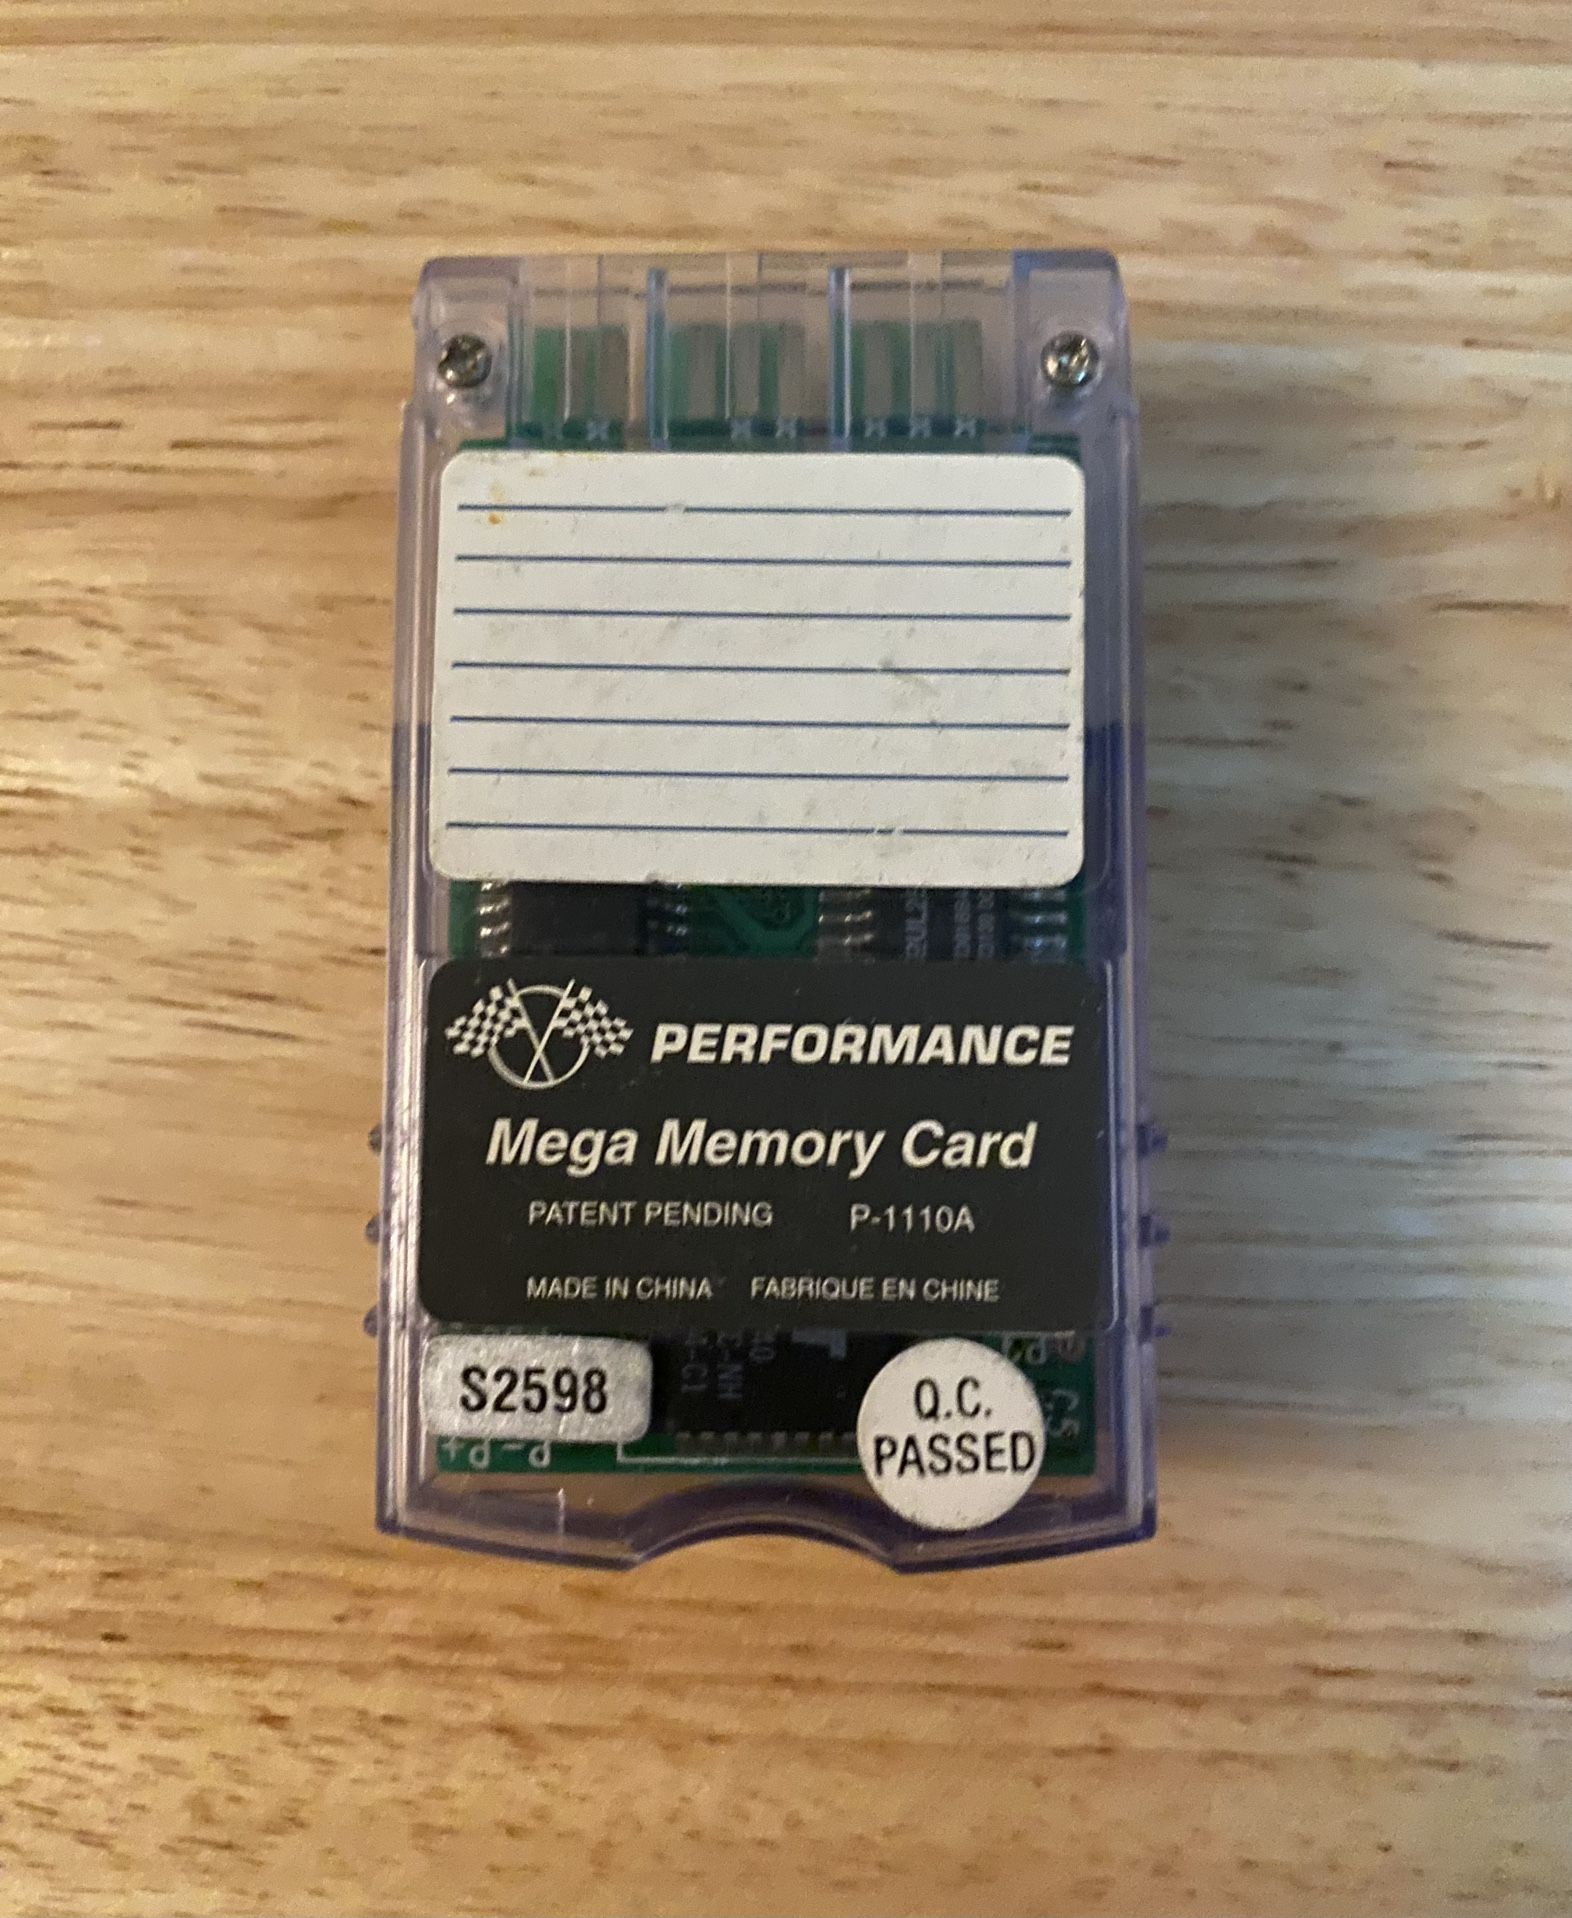 PERFORMANCE
Mega Memory Card
PATENT PENDING P-1110A
MADE IN CHINA FABRIQUE EN CHINE
S2598
Q.C.
PASSED
P+ P-